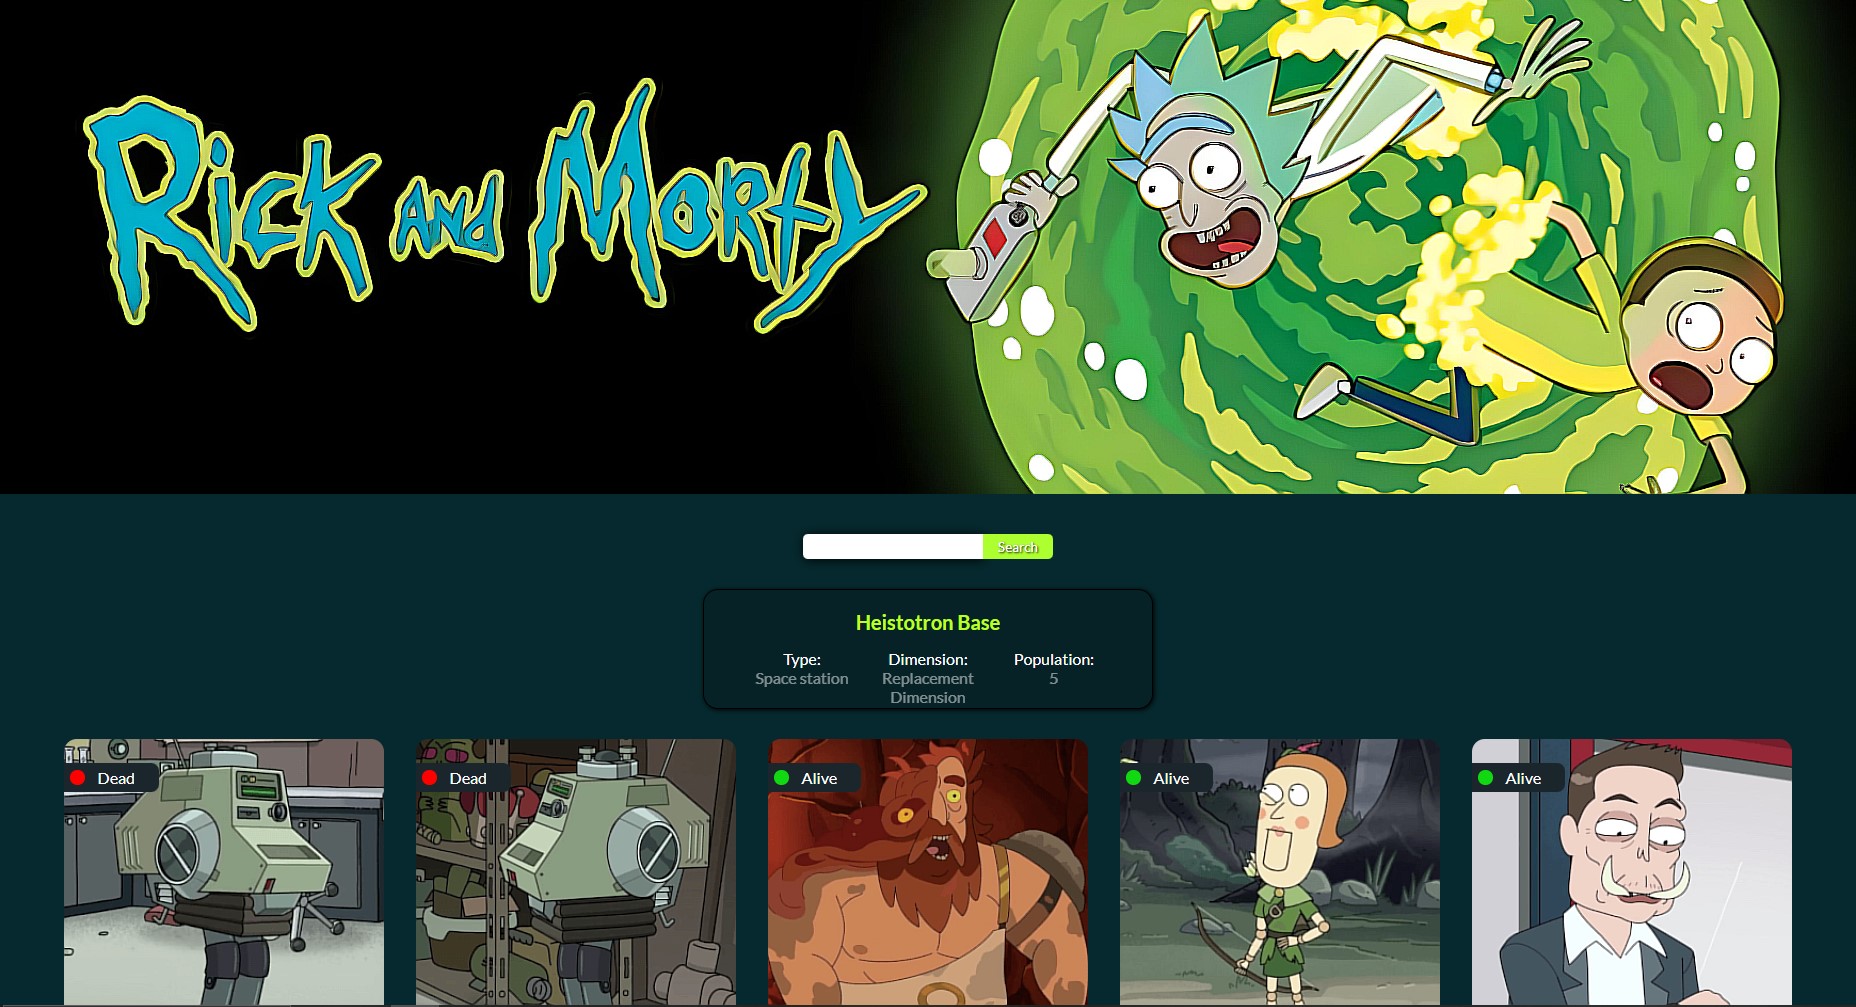 Rick and Morty
Search
Heistotron Base
Type:
Space station
Dimension:
Replacement
Dimension
Population:
5
Dead
Dead
Alive
Alive
Alive